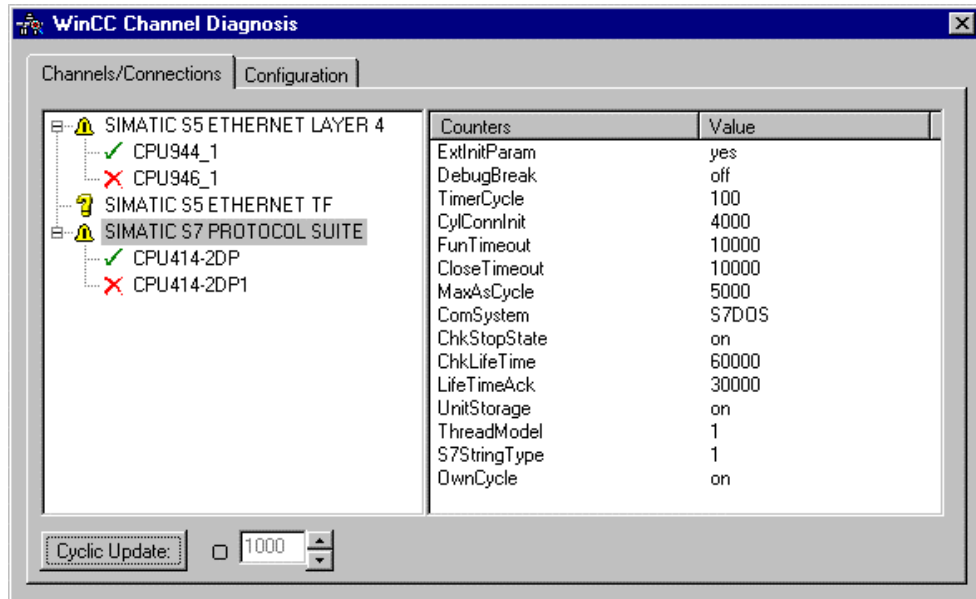 WinCC Channel Diagnosis
Channels/Connections
Configuration
SIMATIC S5 ETHERNET LAYER 4
CPU944_1
CPU946_1
SIMATIC S5 ETHERNET TF
SIMATIC S7 PROTOCOL SUITE
CPU414-2DP
CPU414-2DP1
Counters Value
ExtInitParam yes
DebugBreak off
TimerCycle 100
CylConnInit 4000
FunTimeout 10000
CloseTimeout 10000
MaxAsCycle 5000
ComSystem S7DOS
ChkStopState on
ChkLifeTime 60000
LifeTimeAck 30000
UnitStorage on
ThreadModel 1
S7StringType 1
OwnCycle on
Cyclic Update: 1000